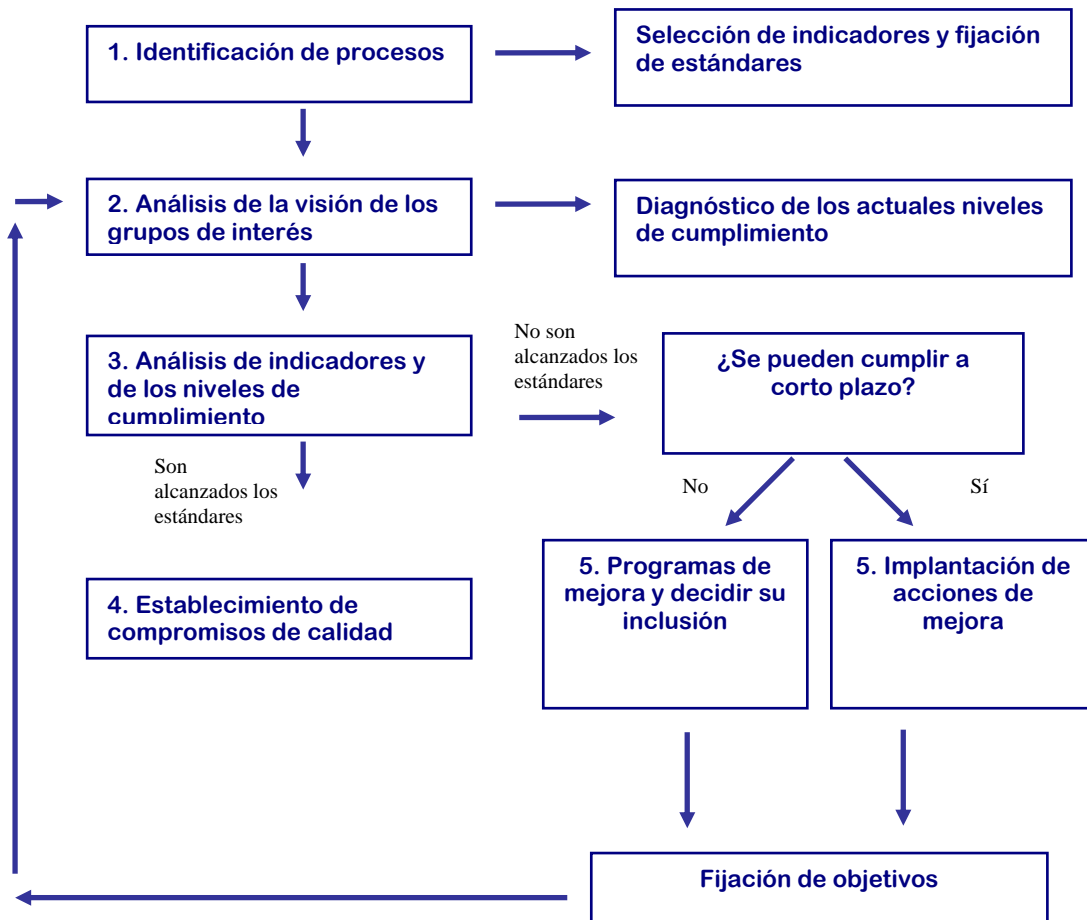 1. Identificación de procesos
Selección de indicadores y fijación
de estándares
2. Análisis de la visión de los
grupos de interés
Diagnóstico de los actuales niveles
de cumplimiento
3. Análisis de indicadores y
de los niveles de
cumplimiento
No son
alcanzados los
estándares
¿Se pueden cumplir a
corto plazo?
Son
alcanzados los
estándares
No
Sí
4. Establecimiento de
compromisos de calidad
5. Programas de
mejora y decidir su
inclusión
5. Implantación de
acciones de
mejora
Fijación de objetivos